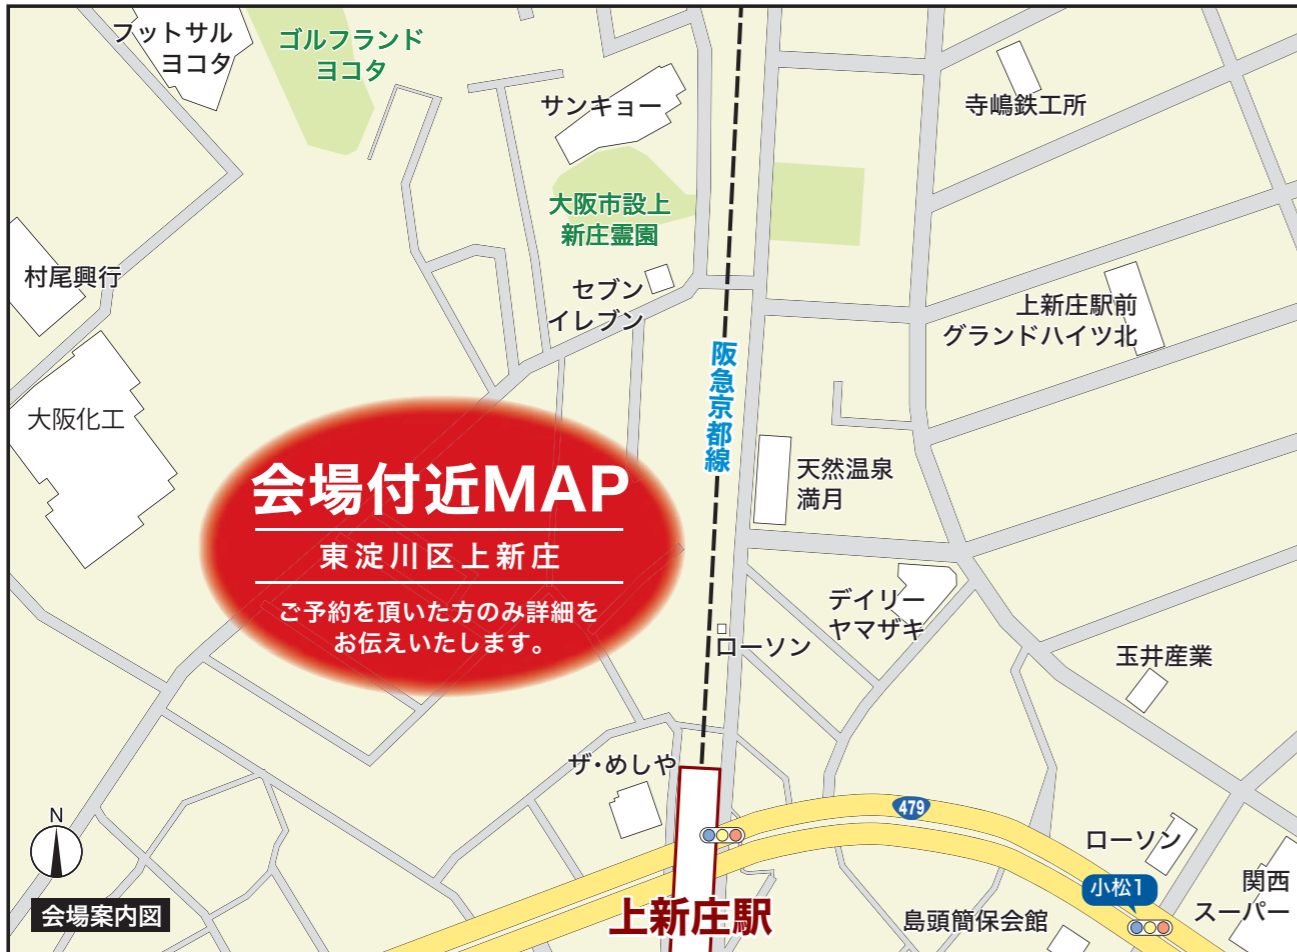 フットサル
ヨコタ
ゴルフランド
ヨコタ
サンキョー
寺嶋鉄工所
大阪市設上
新庄霊園
村尾興行
セブン
イレブン
上新庄駅前
グランドハイツ北
阪急京都線
大阪化工
会場付近MAP
東淀川区上新庄
ご予約を頂いた方のみ詳細を
お伝えいたします。
天然温泉
満月
デイリー
ヤマザキ
ローソン
玉井産業
ザ・めしや
479
N
ローソン
小松1
関西
スーパー
会場案内図
上新庄駅
島頭簡保会館